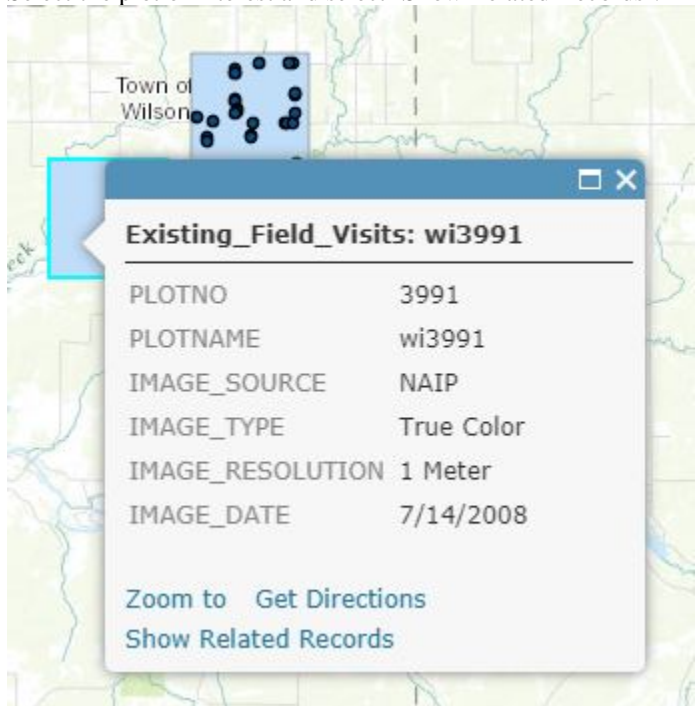 Town of
Wilson
Existing_Field_Visits: wi3991
PLOTNO 3991
PLOTNAME wi3991
IMAGE_SOURCE NAIP
IMAGE_TYPE True Color
IMAGE_RESOLUTION 1 Meter
IMAGE_DATE 7/14/2008
Zoom to Get Directions
Show Related Records